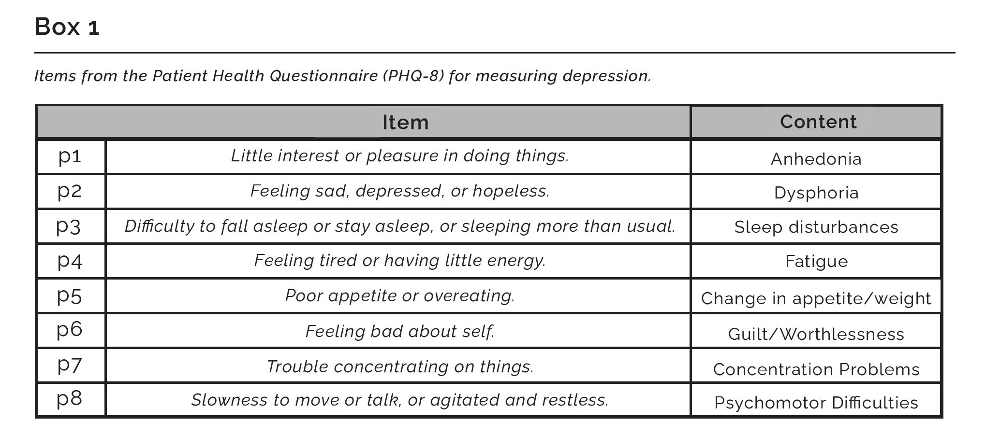 Box 1
Items from the Patient Health Questionnaire (PHQ-8) for measuring depression.
Item Content
p1 Little interest or pleasure in doing things. Anhedonia
p2 Feeling sad, depressed, or hopeless. Dysphoria
p3 Difficulty to fall asleep or stay asleep, or sleeping more than usual. Sleep disturbances
p4 Feeling tired or having little energy. Fatigue
p5 Poor appetite or overeating. Change in appetite/weight
p6 Feeling bad about self. Guilt/Worthlessness
p7 Trouble concentrating on things. Concentration Problems
p8 Slowness to move or talk, or agitated and restless. Psychomotor Difficulties